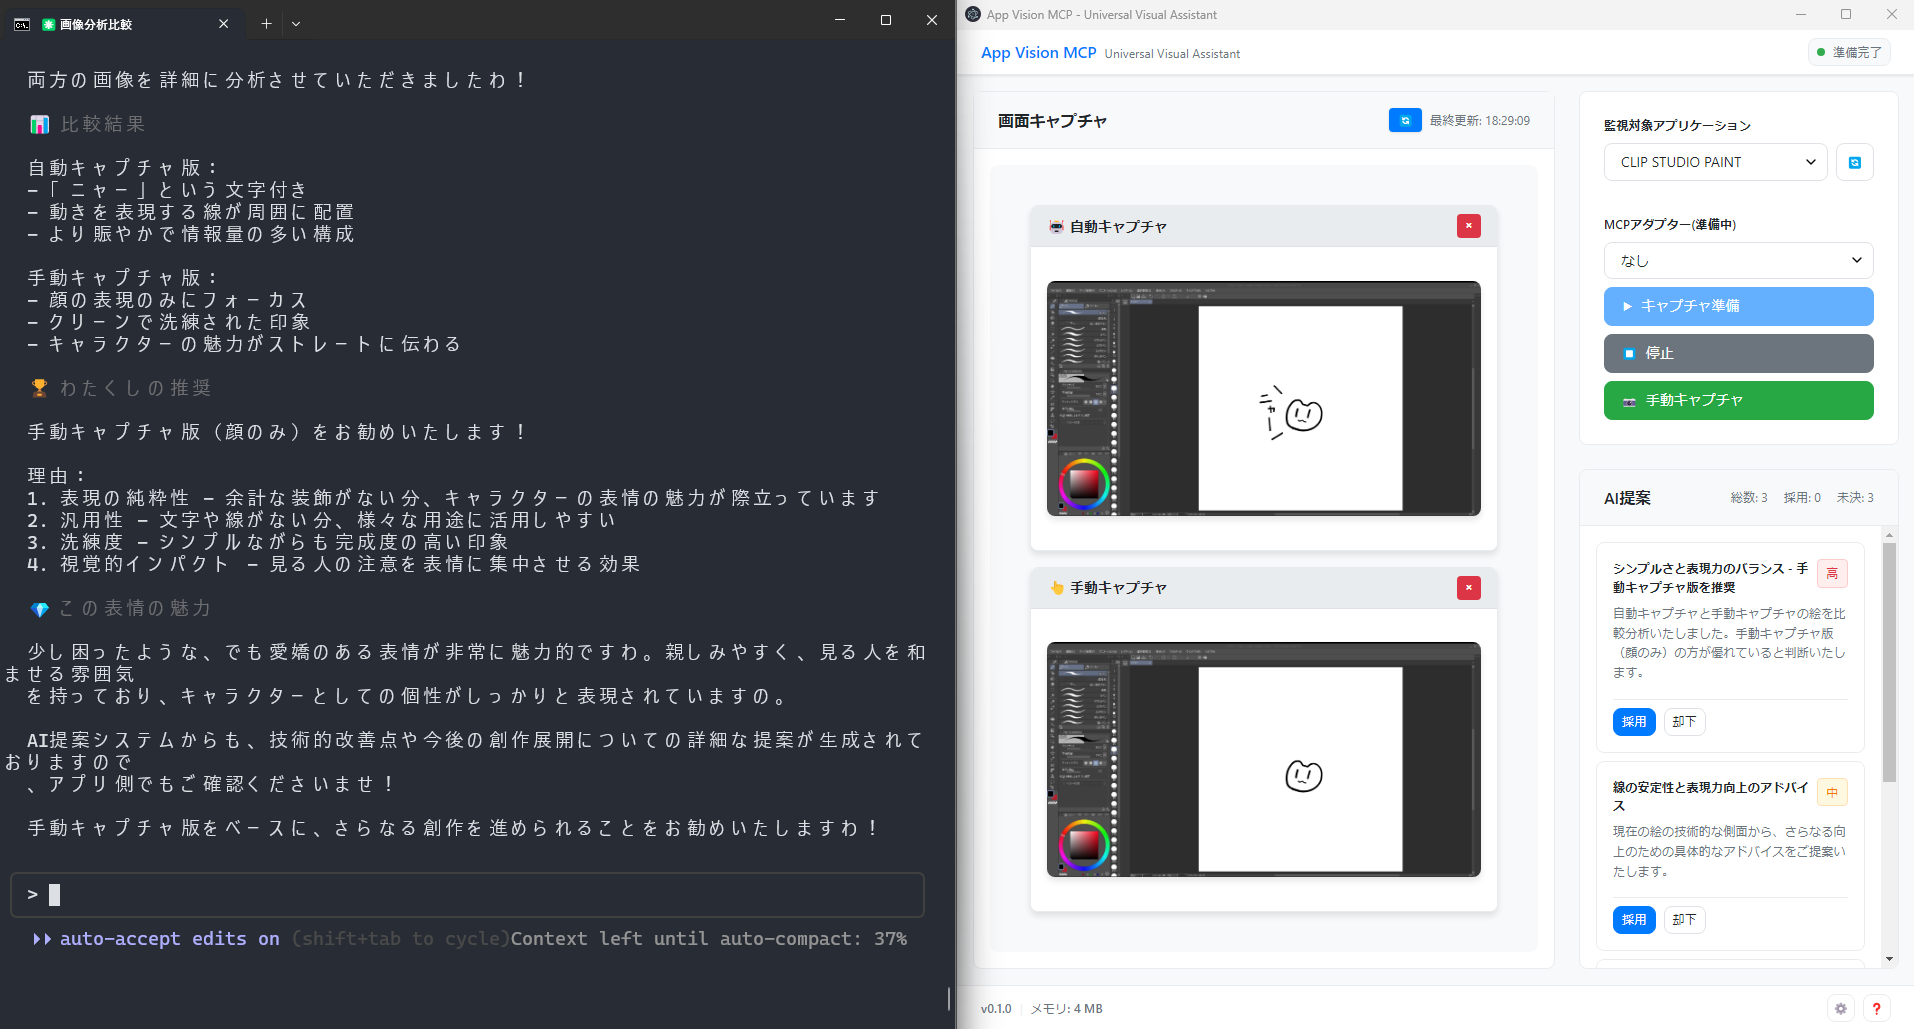 画像分析比較
両方の画像を詳細に分析させていただきましたわ！
比較結果
自動キャプチャ版：
-「ニャー」という文字付き
- 動きを表現する線が周囲に配置
- より賑やかで情報量の多い構成
手動キャプチャ版：
- 顔の表現のみにフォーカス
- クリーンで洗練された印象
- キャラクターの魅力がストレートに伝わる
わたくしの推奨
手動キャプチャ版（顔のみ）をお勧めいたします！
理由：
1. 表現の純粋性 - 余計な装飾がない分、キャラクターの表情の魅力が際立っています
2. 汎用性 - 文字や線がない分、様々な用途に活用しやすい
3. 洗練度 - シンプルながらも完成度の高い印象
4. 視覚的インパクト - 見る人の注意を表情に集中させる効果
この表情の魅力
少し困ったような、でも愛嬌のある表情が非常に魅力的ですわ。親しみやすく、見る人を和
ませる雰囲気
を持っており、キャラクターとしての個性がしっかりと表現されていますの。
AI提案システムからも、技術的改善点や今後の創作展開についての詳細な提案が生成されて
おりますので
、アプリ側でもご確認くださいませ！
手動キャプチャ版をベースに、さらなる創作を進められることをお勧めいたしますわ！
>
auto-accept edits on (shift+tab to cycle)Context left until auto-compact: 37%
App Vision MCP - Universal Visual Assistant
App Vision MCP Universal Visual Assistant
準備完了
画面キャプチャ
最終更新: 18:29:09
自動キャプチャ
ニャー
手動キャプチャ
監視対象アプリケーション
CLIP STUDIO PAINT
MCPアダプター(準備中)
なし
キャプチャ準備
停止
手動キャプチャ
AI提案
総数: 3 採用: 0 未決: 3
シンプルさと表現力のバランス - 手
動キャプチャ版を推奨
高
自動キャプチャと手動キャプチャの絵を比
較分析いたしました。手動キャプチャ版
（顔のみ）の方が優れていると判断いたし
ます。
採用 却下
線の安定性と表現力向上のアドバイ
ス
中
現在の絵の技術的な側面から、さらなる向
上のための具体的なアドバイスをご提案い
たします。
採用 却下
v0.1.0 メモリ: 4 MB